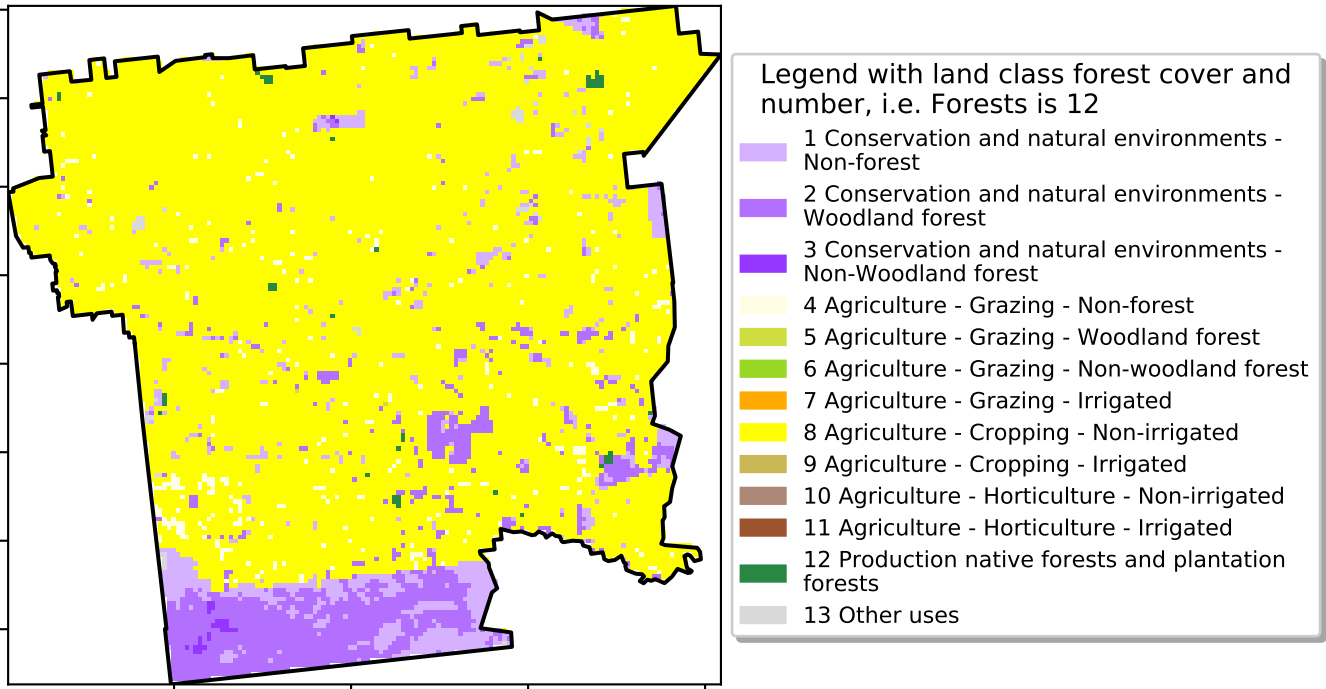 Legend with land class forest cover and
number, i.e. Forests is 12
1 Conservation and natural environments -
Non-forest
2 Conservation and natural environments -
Woodland forest
3 Conservation and natural environments -
Non-Woodland forest
4 Agriculture - Grazing - Non-forest
5 Agriculture - Grazing - Woodland forest
6 Agriculture - Grazing - Non-woodland forest
7 Agriculture - Grazing - Irrigated
8 Agriculture - Cropping - Non-irrigated
9 Agriculture - Cropping - Irrigated
10 Agriculture - Horticulture - Non-irrigated
11 Agriculture - Horticulture - Irrigated
12 Production native forests and plantation
forests
13 Other uses